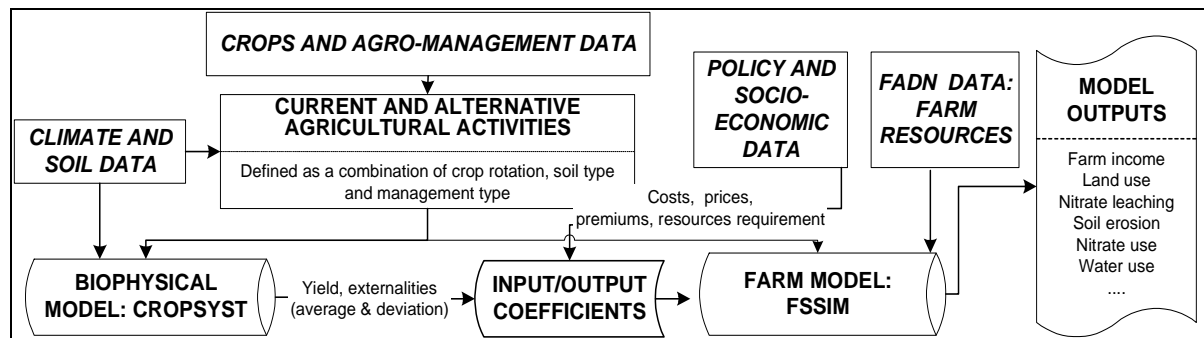 CROPS AND AGRO-MANAGEMENT DATA
POLICY AND
SOCIO-
ECONOMIC
DATA
FADN DATA:
FARM
RESOURCES
MODEL
OUTPUTS
CURRENT AND ALTERNATIVE
AGRICULTURAL ACTIVITIES
CLIMATE AND
SOIL DATA
Defined as a combination of crop rotation, soil type
and management type
Costs, prices,
premiums, resources requirement
Farm income
Land use
Nitrate leaching
Soil erosion
Nitrate use
Water use
....
BIOPHYSICAL
MODEL: CROPSYST
Yield, externalities
(average & deviation)
INPUT/OUTPUT
COEFFICIENTS
FARM MODEL:
FSSIM